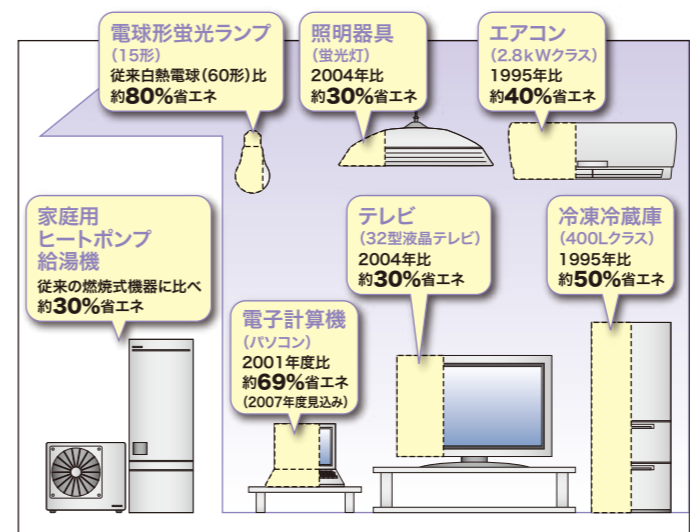 電球形蛍光ランプ
(15形)
従来白熱電球(60形)比
約80%省エネ
照明器具
(蛍光灯)
2004年比
約30%省エネ
エアコン
(2.8kWクラス)
1995年比
約40%省エネ
家庭用
ヒートポンプ
給湯機
従来の燃焼式機器に比べ
約30%省エネ
電子計算機
(パソコン)
2001年度比
約69%省エネ
(2007年度見込み)
テレビ
(32型液晶テレビ)
2004年比
約30%省エネ
冷凍冷蔵庫
(400Lクラス)
1995年比
約50%省エネ